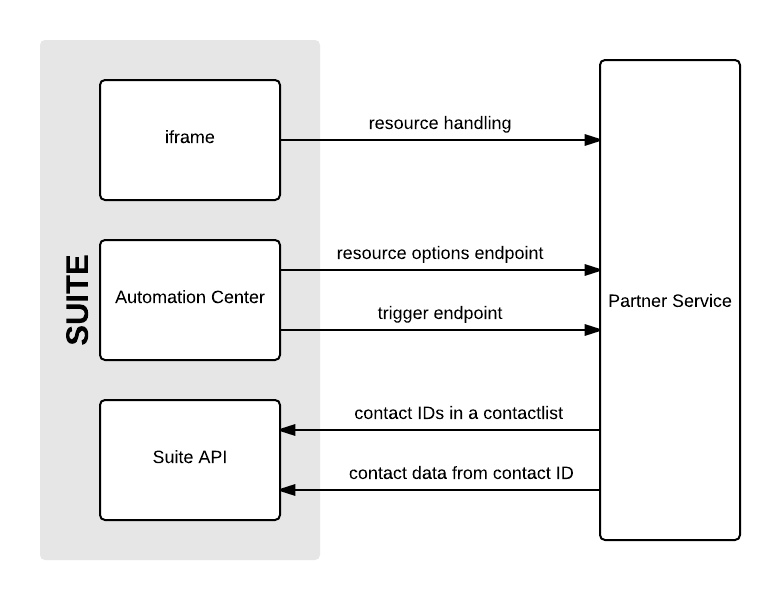 SUITE
iframe
resource handling
Automation Center
resource options endpoint
trigger endpoint
Partner Service
Suite API
contact IDs in a contactlist
contact data from contact ID